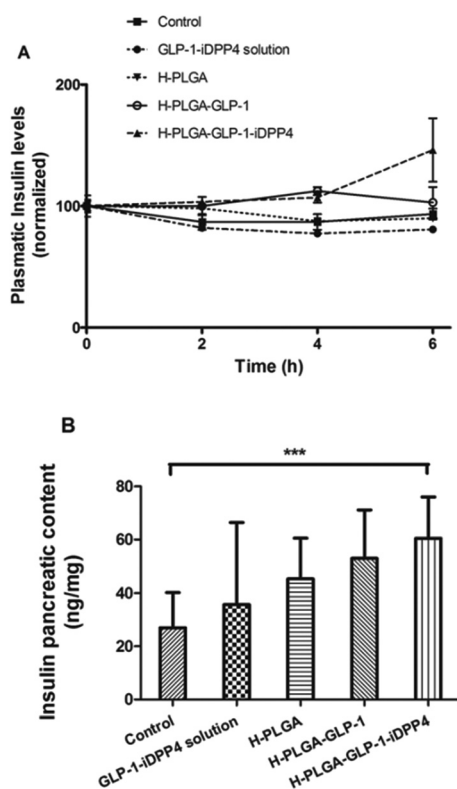 Control
GLP-1-iDPP4 solution
H-PLGA
H-PLGA-GLP-1
H-PLGA-GLP-1-iDPP4
A
Plasmatic Insulin levels
(normalized)
200
100
0
0 2 4 6
Time (h)
B
***
Insulin pancreatic content
(ng/mg)
80
60
40
20
0
Control
GLP-1-iDPP4 solution
H-PLGA
H-PLGA-GLP-1
H-PLGA-GLP-1-iDPP4